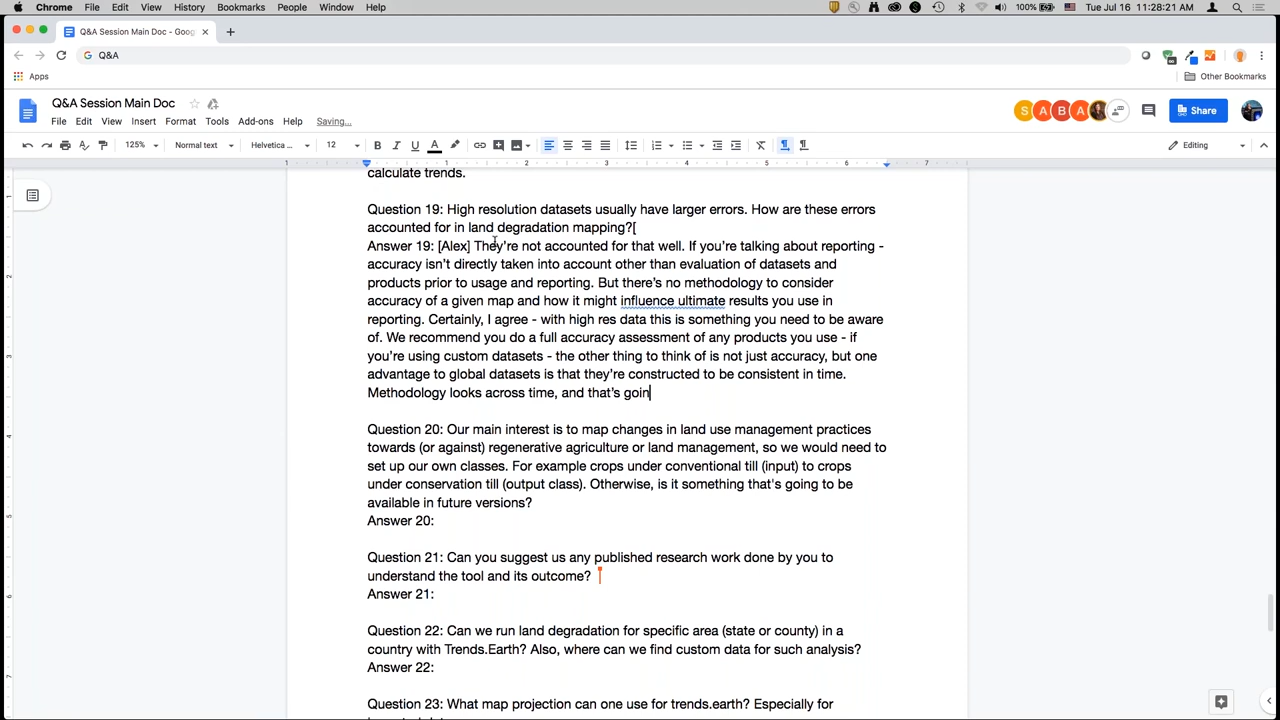 Chrome File Edit View History Bookmarks People Window Help 100% Tue Jul 16 11:28:21 AM
Q&A Session Main Doc - Goog
Q&A
Apps Other Bookmarks
Q&A Session Main Doc
File Edit View Insert Format Tools Add-ons Help Saving...
S A B A Share
125% Normal text Helvetica ... 12 Editing
1 1 2 3 4 5 6 7
calculate trends.
Question 19: High resolution datasets usually have larger errors. How are these errors
accounted for in land degradation mapping?[
Answer 19: [Alex] They're not accounted for that well. If you're talking about reporting -
accuracy isn't directly taken into account other than evaluation of datasets and
products prior to usage and reporting. But there's no methodology to consider
accuracy of a given map and how it might influence ultimate results you use in
reporting. Certainly, I agree - with high res data this is something you need to be aware
of. We recommend you do a full accuracy assessment of any products you use - if
you're using custom datasets - the other thing to think of is not just accuracy, but one
advantage to global datasets is that they're constructed to be consistent in time.
Methodology looks across time, and that's goin
Question 20: Our main interest is to map changes in land use management practices
towards (or against) regenerative agriculture or land management, so we would need to
set up our own classes. For example crops under conventional till (input) to crops
under conservation till (output class). Otherwise, is it something that's going to be
available in future versions?
Answer 20:
Question 21: Can you suggest us any published research work done by you to
understand the tool and its outcome?
Answer 21:
Question 22: Can we run land degradation for specific area (state or county) in a
country with Trends.Earth? Also, where can we find custom data for such analysis?
Answer 22:
Question 23: What map projection can one use for trends.earth? Especially for